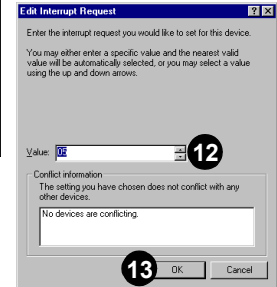 Edit Interrupt Request
Enter the interrupt request you would like to set for this device.
You may either enter a specific value and the nearest valid
value will be automatically selected, or you may select a value
using the up and down arrows.
Value: 05
12
Conflict information
The setting you have chosen does not conflict with any
other devices.
No devices are conflicting.
13
OK
Cancel